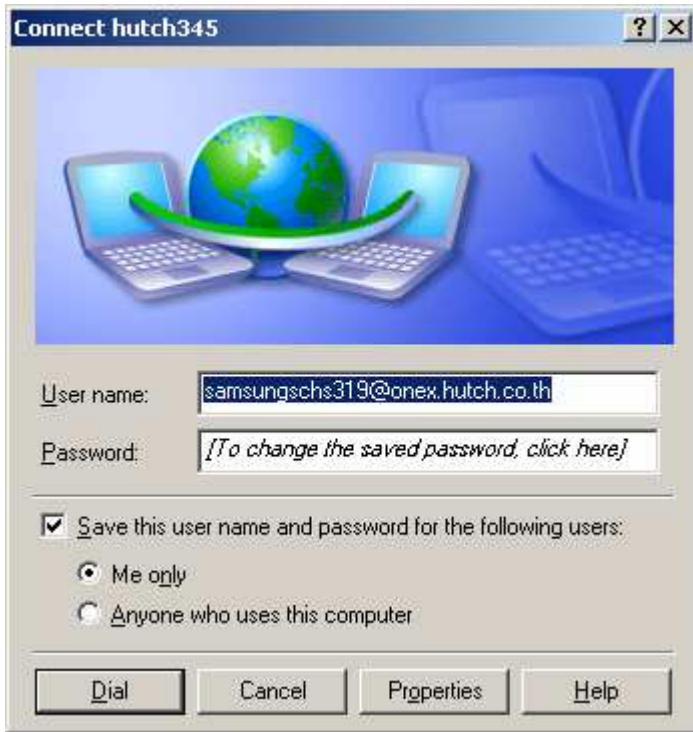 Connect hutch345
User name: samsungschs319@onex.hutch.co.th
Password: [To change the saved password, click here]
Save this user name and password for the following users:
Me only
Anyone who uses this computer
Dial Cancel Properties Help